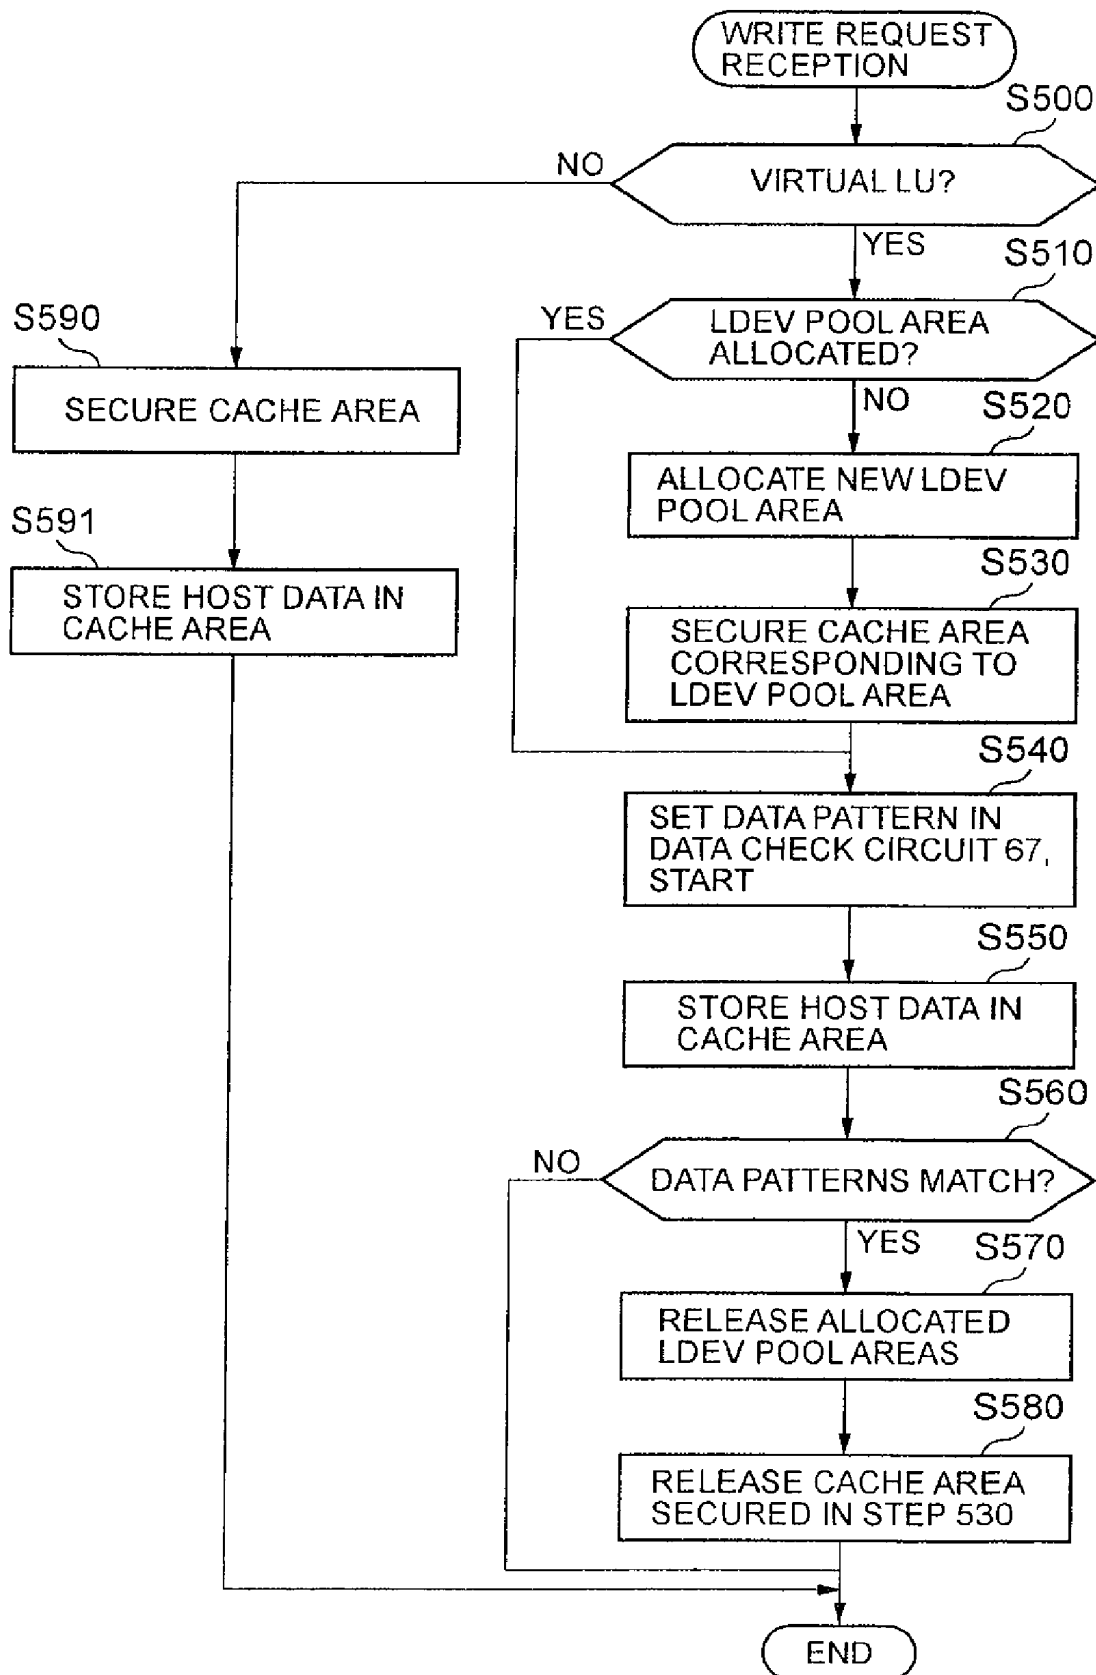 WRITE REQUEST
RECEPTION
S500
NO
VIRTUAL LU?
YES
S510
YES
LDEV POOL AREA
ALLOCATED?
S590
SECURE CACHE AREA
NO
S520
ALLOCATE NEW LDEV
POOL AREA
S591
STORE HOST DATA IN
CACHE AREA
S530
SECURE CACHE AREA
CORRESPONDING TO
LDEV POOL AREA
S540
SET DATA PATTERN IN
DATA CHECK CIRCUIT 67,
START
S550
STORE HOST DATA IN
CACHE AREA
S560
NO
DATA PATTERNS MATCH?
YES
S570
RELEASE ALLOCATED
LDEV POOL AREAS
S580
RELEASE CACHE AREA
SECURED IN STEP 530
END